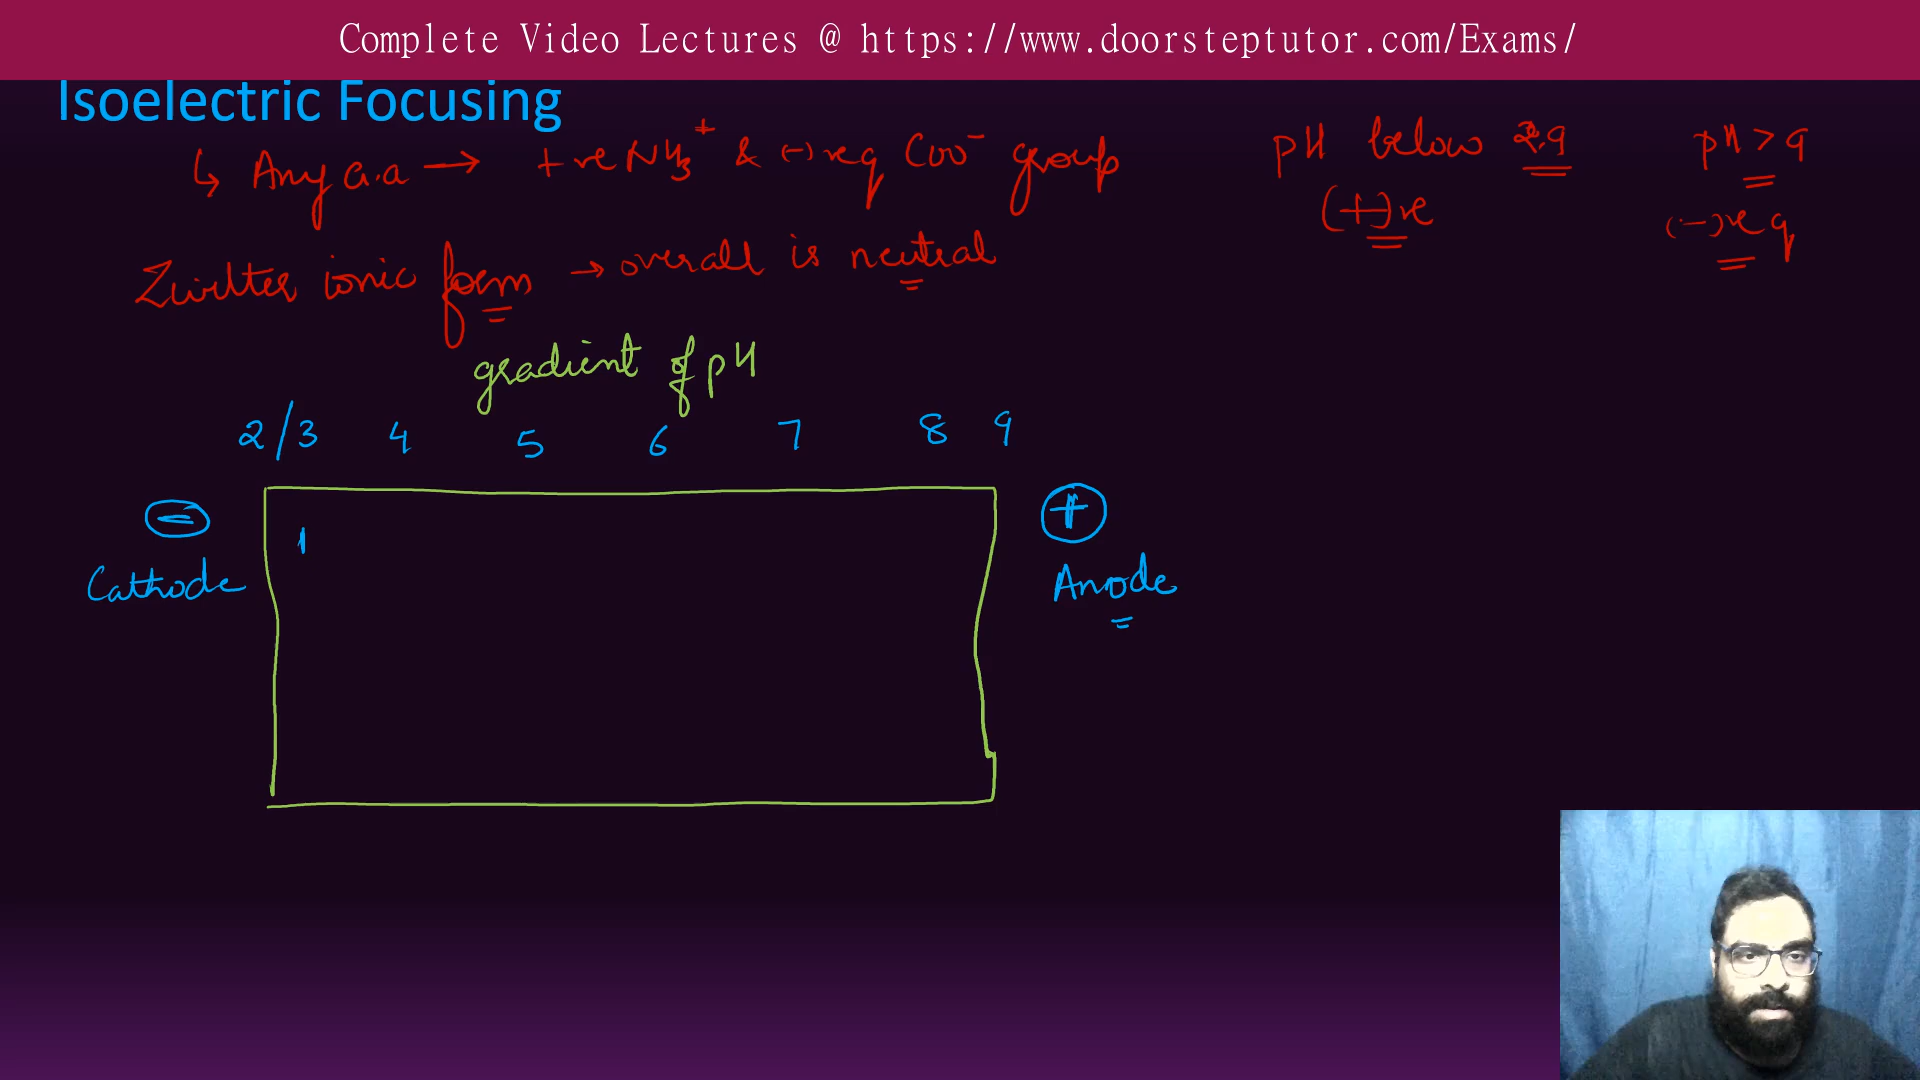 Complete Video Lectures @ https://www.doorsteptutor.com/Exams/
Isoelectric Focusing
↳ Any a.a → +ve NH3+ & (-)veq COO- group
pH below 2.9
(+)ve
pH > 9
(-)ve q
Zwitter ionic form → overall is neutral
gradient of pH
2/3 4 5 6 7 8 9
- +
Cathode
Anode